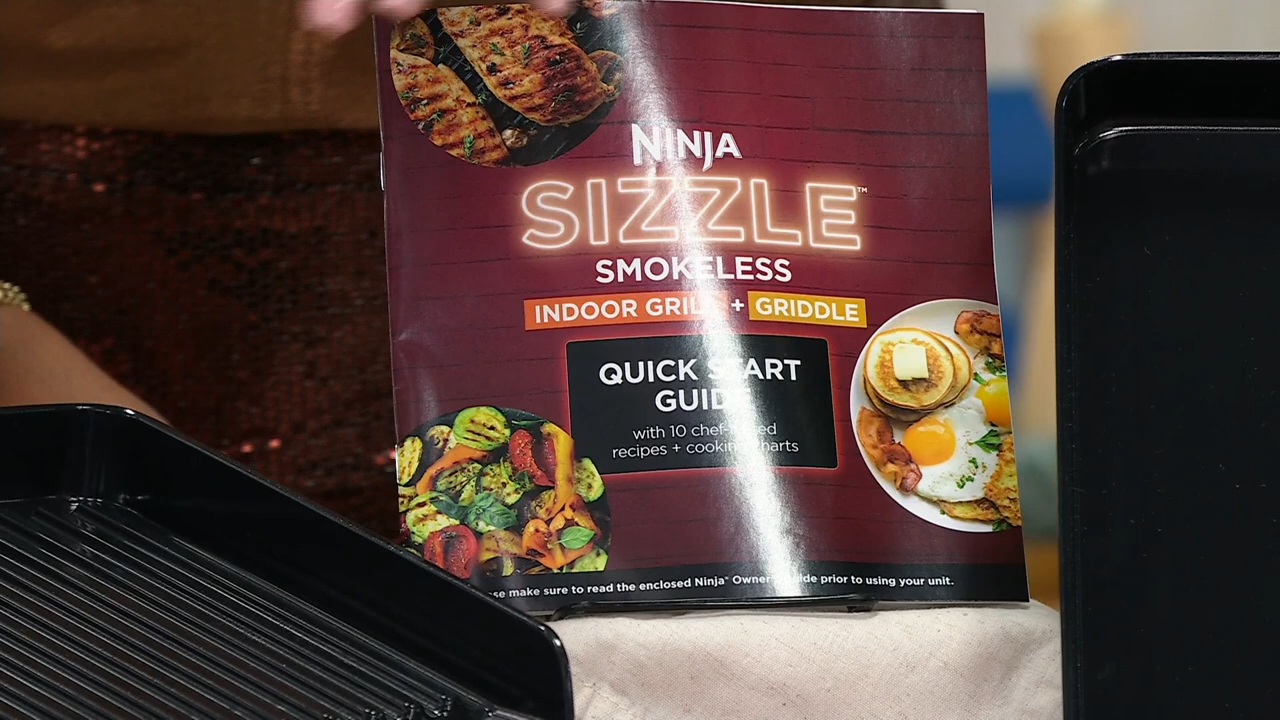 NINJA
SIZZLE™
SMOKELESS
INDOOR GRILL + GRIDDLE
QUICK START
GUIDE
with 10 chef-
recipes + cooking charts
make sure to read the enclosed Ninja® Owner's Guide prior to using your unit.